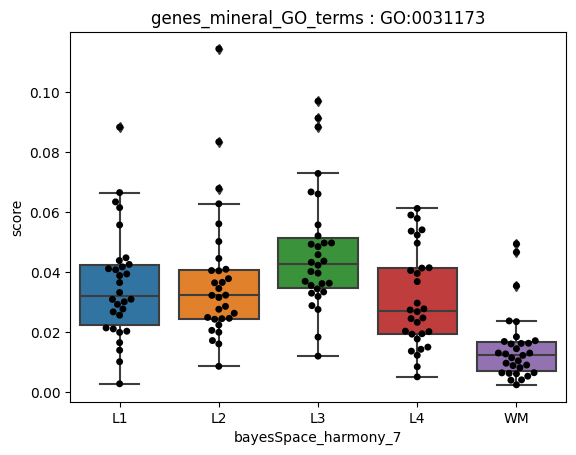 genes_mineral_GO_terms : GO:0031173
score
0.10
0.08
0.06
0.04
0.02
0.00
L1 L2 L3 L4 WM
bayesSpace_harmony_7